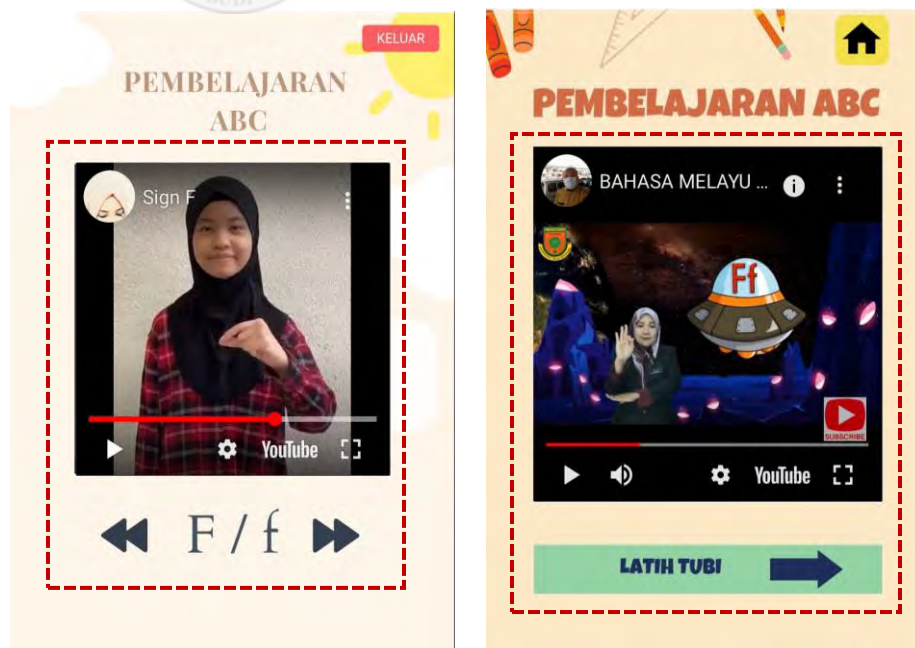 KELUAR
PEMBELAJARAN
ABC
Sign F
YouTube
F / f
PEMBELAJARAN ABC
BAHASA MELAYU ...
Ff
SUBSCRIBE
YouTube
LATIH TUBI